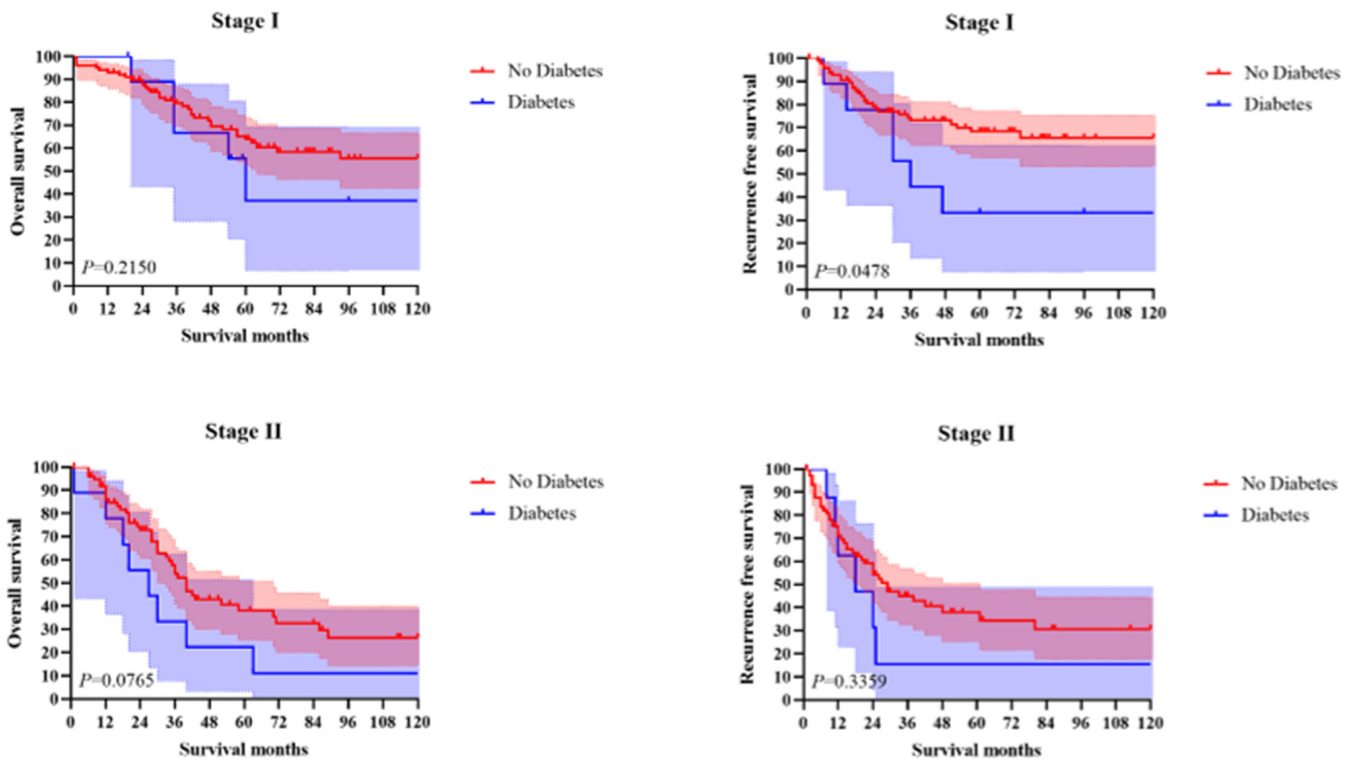 Stage I
Overall survival
100
90
80
70
60
50
40
30
20
10
0
P=0.2150
0 12 24 36 48 60 72 84 96 108 120
Survival months
No Diabetes
Diabetes
Stage I
Recurrence free survival
100
90
80
70
60
50
40
30
20
10
0
P=0.0478
0 12 24 36 48 60 72 84 96 108 120
Survival months
No Diabetes
Diabetes
Stage II
Overall survival
100
90
80
70
60
50
40
30
20
10
0
P=0.0765
0 12 24 36 48 60 72 84 96 108 120
Survival months
No Diabetes
Diabetes
Stage II
Recurrence free survival
100
90
80
70
60
50
40
30
20
10
0
P=0.3359
0 12 24 36 48 60 72 84 96 108 120
Survival months
No Diabetes
Diabetes